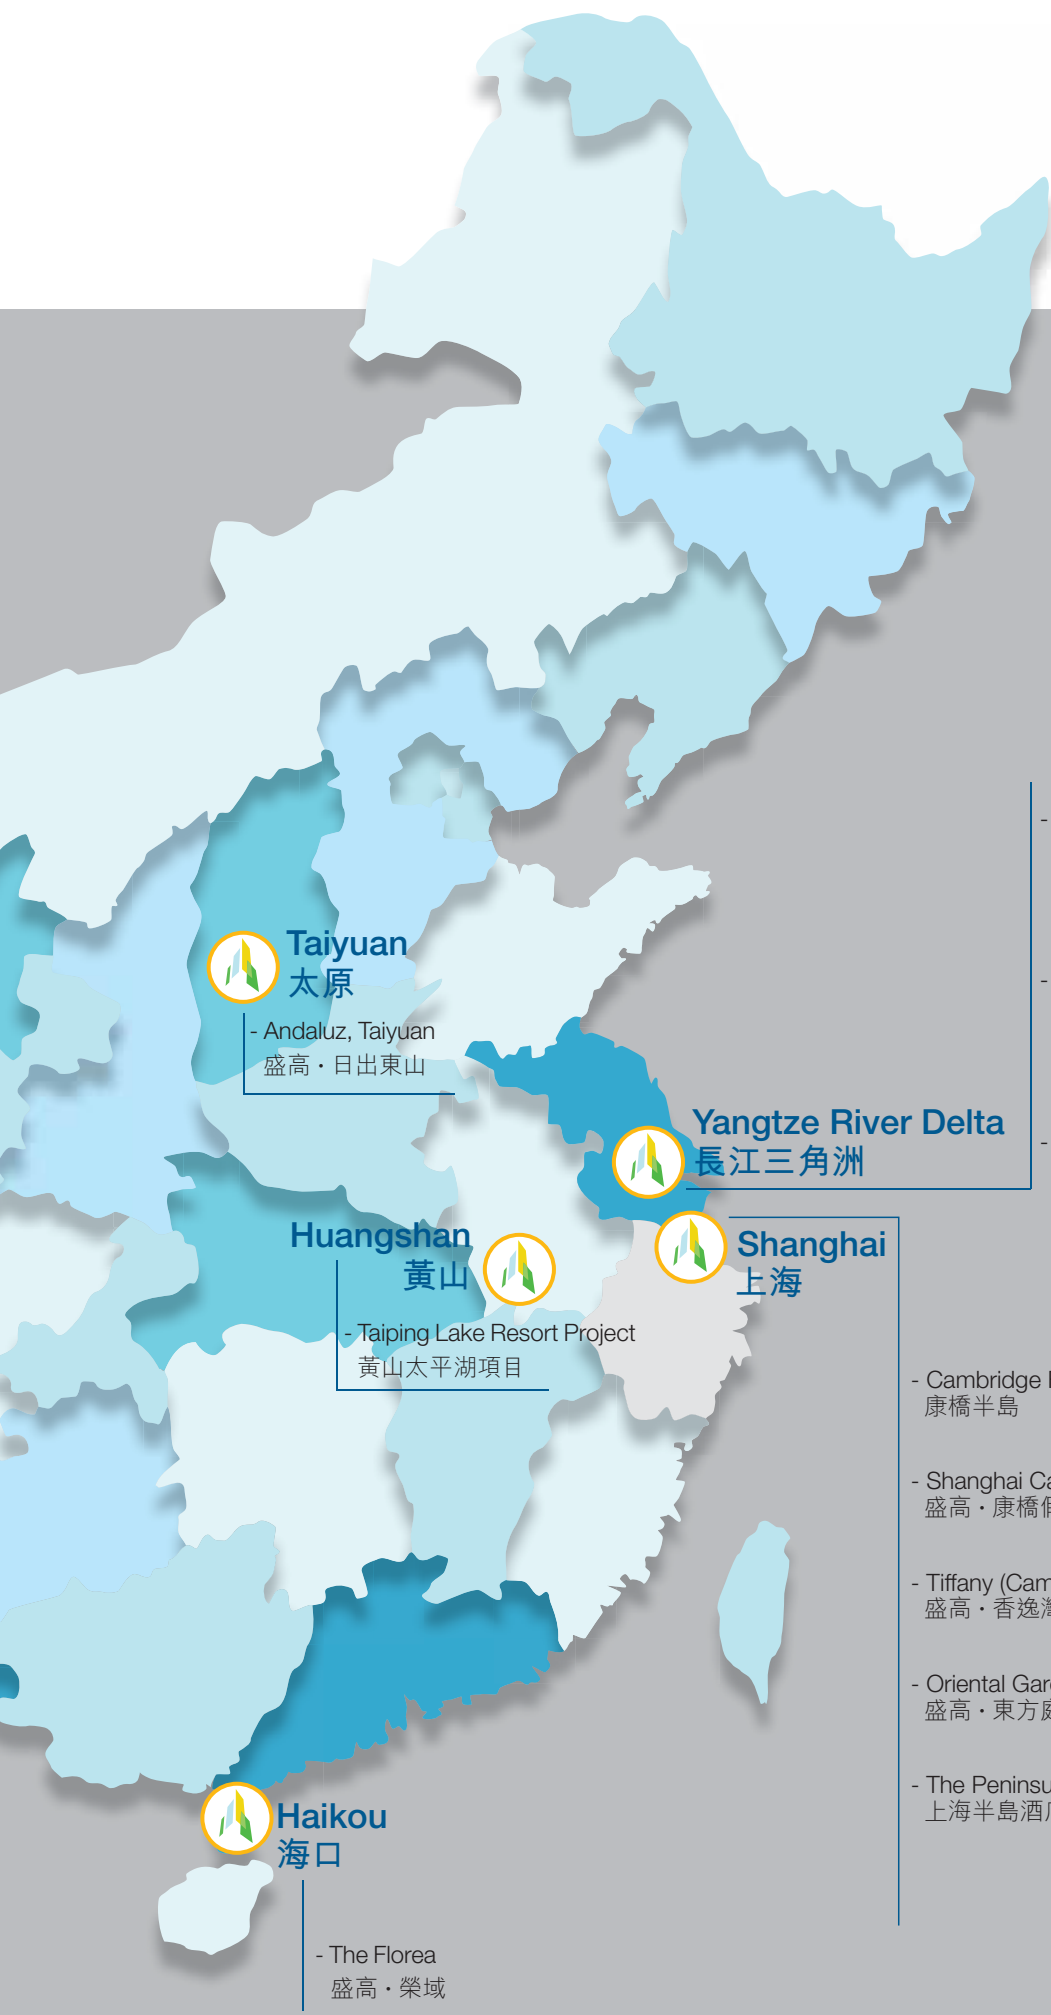 Taiyuan
太原
- Andaluz, Taiyuan
盛高・日出東山
-
-
Yangtze River Delta
長江三角洲
-
Huangshan
黃山
- Taiping Lake Resort Project
黃山太平湖項目
Shanghai
上海
- Cambridge
康橋半島
- Shanghai
盛高・康橋
- Tiffany
盛高・香逸
- Oriental
盛高・東方
- The
上海半島酒
Haikou
海口
- The Florea
盛高・榮域